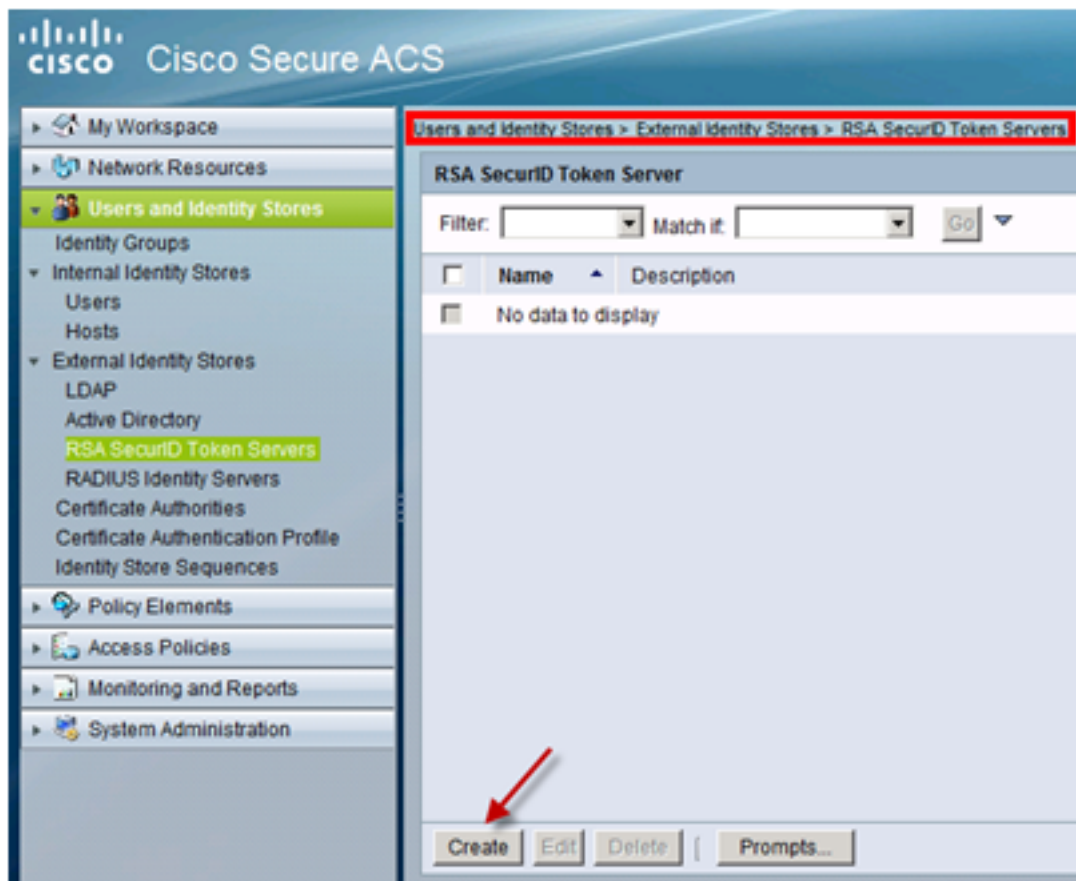 CISCO Cisco Secure ACS
My Workspace
Network Resources
Users and Identity Stores
Identity Groups
Internal Identity Stores
Users
Hosts
External Identity Stores
LDAP
Active Directory
RSA SecurID Token Servers
RADIUS Identity Servers
Certificate Authorities
Certificate Authentication Profile
Identity Store Sequences
Policy Elements
Access Policies
Monitoring and Reports
System Administration
Users and Identity Stores > External Identity Stores > RSA SecurID Token Servers
RSA SecurID Token Server
Filter: Match if: Go
Name Description
No data to display
Create Edit Delete | Prompts...